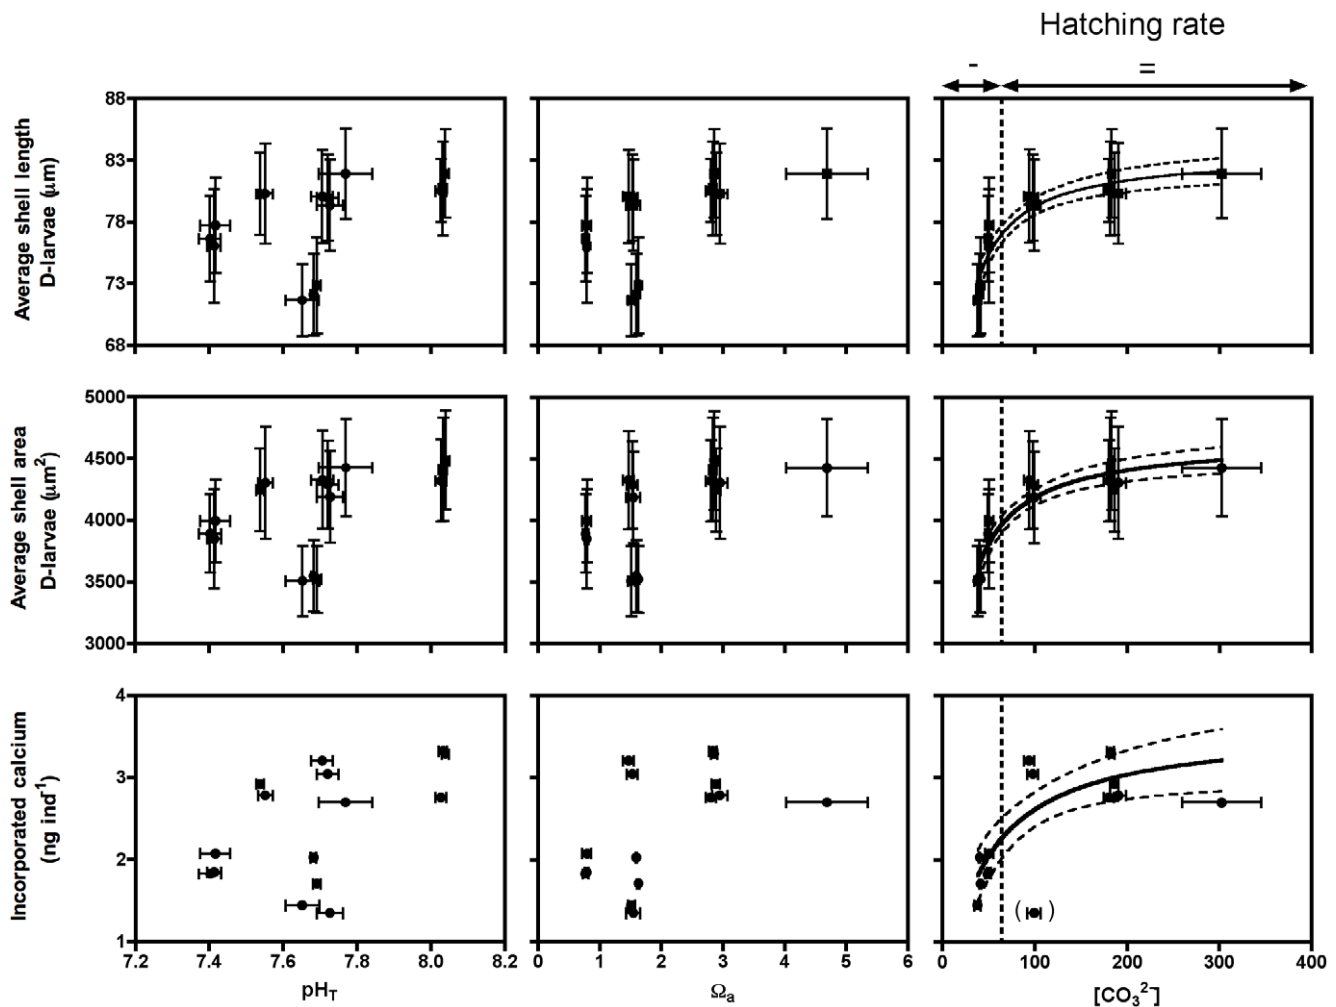 Hatching rate
- =
Average shell length
D-larvae (µm)
88
83
78
73
68
Average shell area
D-larvae (µm²)
5000
4500
4000
3500
3000
Incorporated calcium
(ng ind⁻¹)
4
3
2
1
( )
7.2 7.4 7.6 7.8 8.0 8.2
0 1 2 3 4 5 6
0 100 200 300 400
pH_T
Ω_a
[CO₃²⁻]